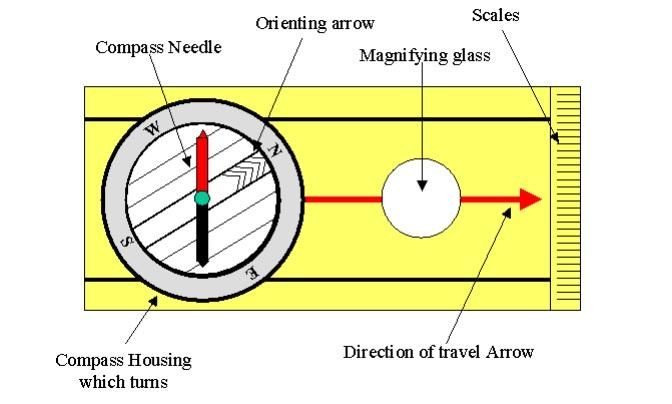 Scales
Orienting arrow
Compass Needle
Magnifying glass
W
N
S
E
Direction of travel Arrow
Compass Housing
which turns